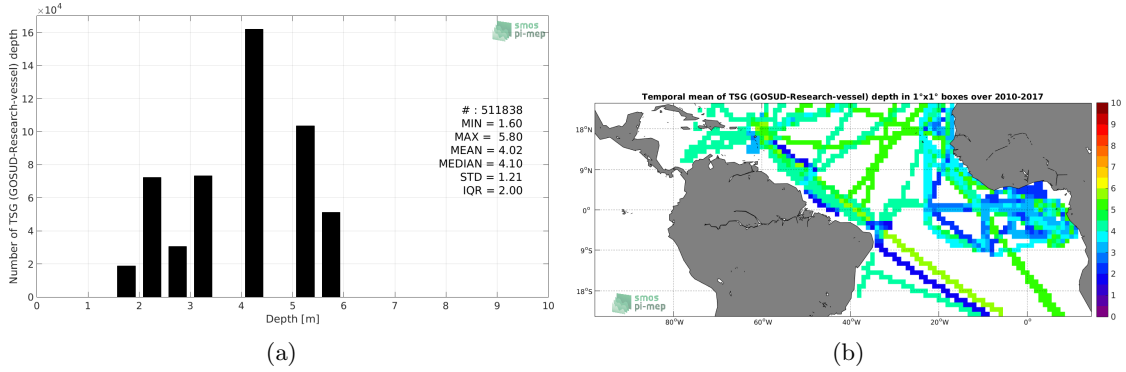 ×10⁴
16
14
12
10
8
6
4
2
0
Number of TSG (GOSUD-Research-vessel) depth
0 1 2 3 4 5 6 7 8 9 10
Depth [m]
smos
pi-mep
# : 511838
MIN = 1.60
MAX = 5.80
MEAN = 4.02
MEDIAN = 4.10
STD = 1.21
IQR = 2.00
(a)
Temporal mean of TSG (GOSUD-Research-vessel) depth in 1°x1° boxes over 2010-2017
18°N
9°N
0°
9°S
18°S
80°W 60°W 40°W 20°W 0°
smos
pi-mep
10
9
8
7
6
5
4
3
2
1
0
(b)